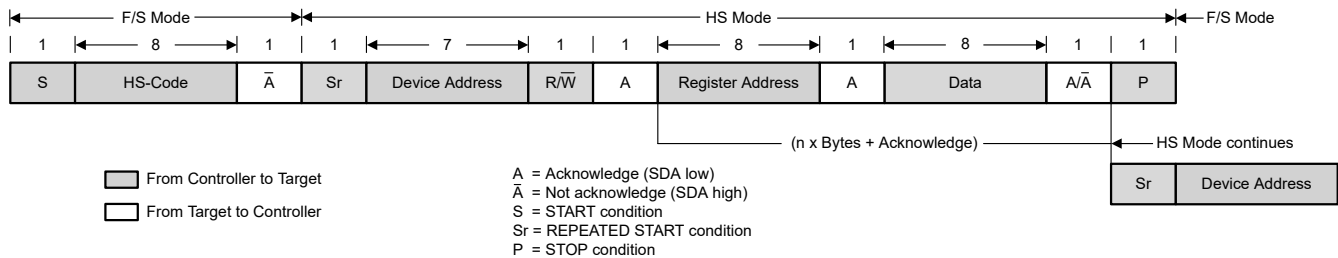 F/S Mode HS Mode F/S Mode
1 8 1 1 7 1 1 8 1 8 1 1
S HS-Code A̅ Sr Device Address R/W̅ A Register Address A Data A/A̅ P
(n x Bytes + Acknowledge) HS Mode continues
Sr Device Address
From Controller to Target
From Target to Controller
A = Acknowledge (SDA low)
A̅ = Not acknowledge (SDA high)
S = START condition
Sr = REPEATED START condition
P = STOP condition